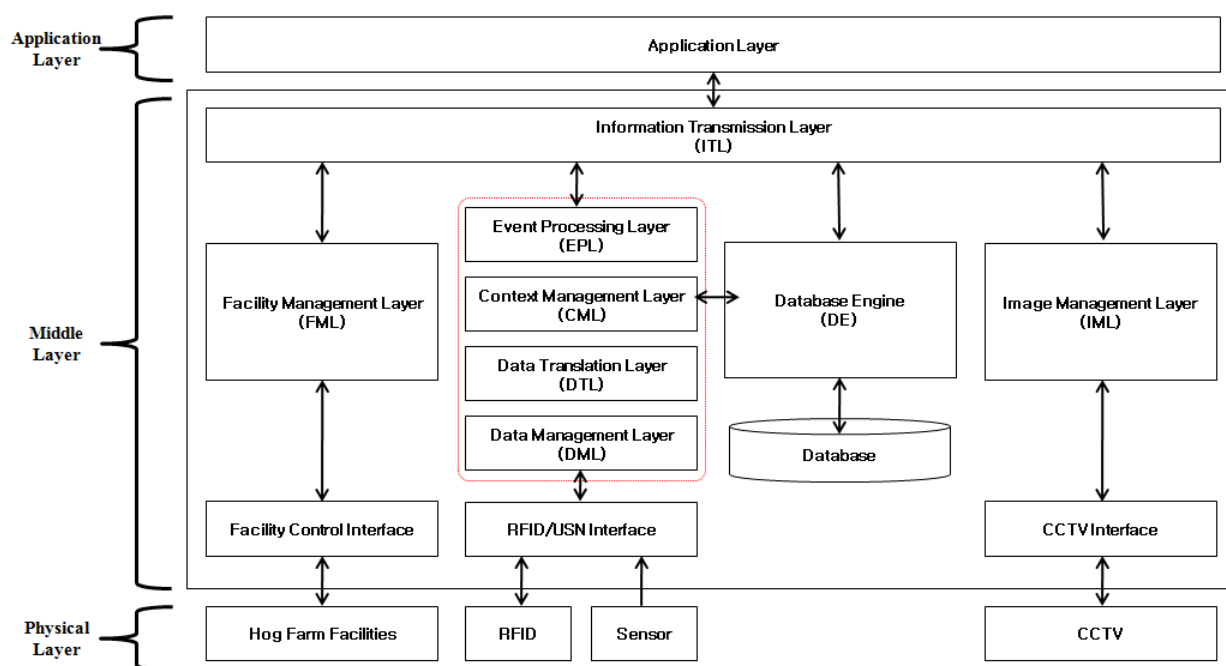 Application
Layer
Application Layer
Information Transmission Layer
(ITL)
Middle
Layer
Facility Management Layer
(FML)
Event Processing Layer
(EPL)
Context Management Layer
(CML)
Data Translation Layer
(DTL)
Data Management Layer
(DML)
Database Engine
(DE)
Database
Image Management Layer
(IML)
Facility Control Interface
RFID/USN Interface
CCTV Interface
Physical
Layer
Hog Farm Facilities
RFID
Sensor
CCTV